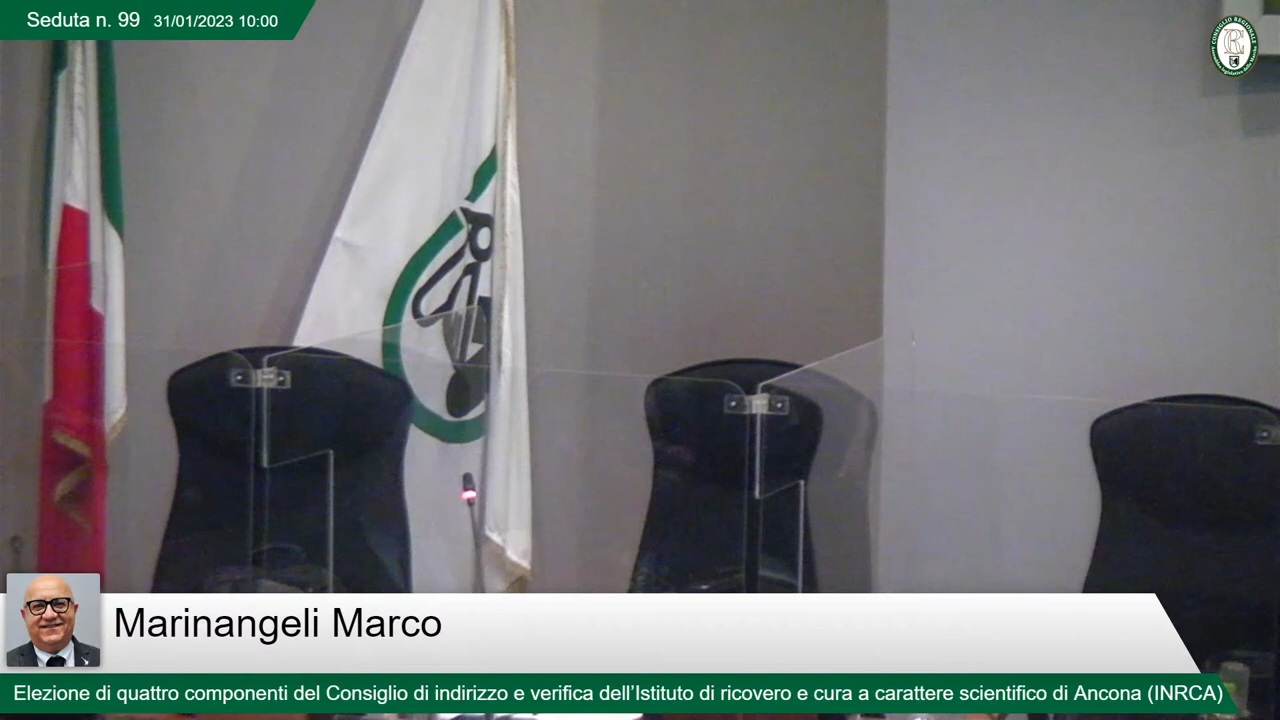 Seduta n. 99 31/01/2023 10:00
Marinangeli Marco
Elezione di quattro componenti del Consiglio di indirizzo e verifica dell'Istituto di ricovero e cura a carattere scientifico di Ancona (INRCA)